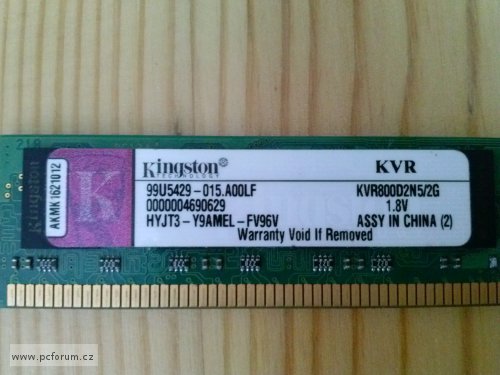 218
Kingston
AKMK1621012
K
Kingston®
TECHNOLOGY
KVR
99U5429-015.A00LF
KVR800D2N5/2G
0000004690629
1.8V
HYJT3-Y9AMEL-FV96V
ASSY IN CHINA (2)
Warranty Void If Removed
www.pcforum.cz